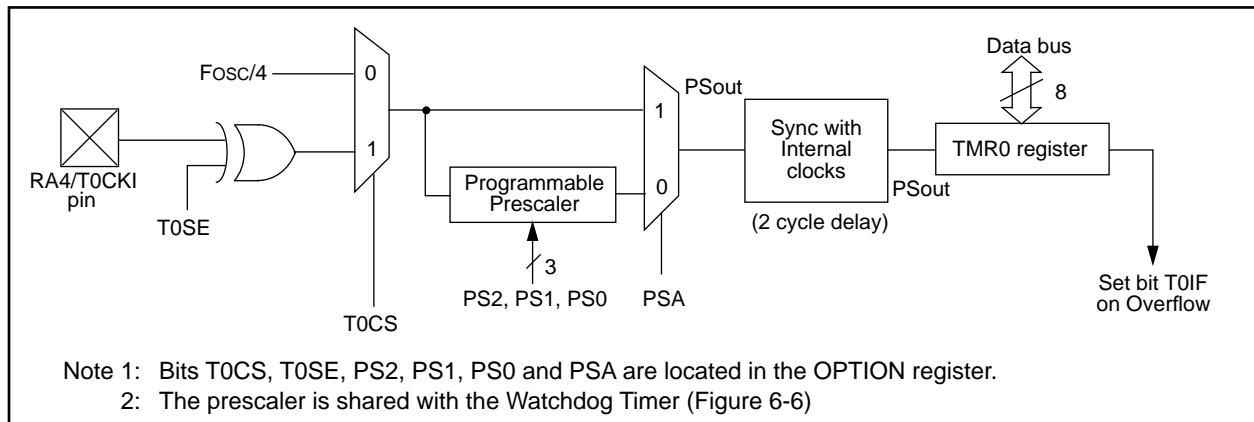 Data bus
8
FOSC/4
0
1
PSout
1
0
Sync with
Internal
clocks
TMR0 register
RA4/T0CKI
pin
T0SE
Programmable
Prescaler
PSout
(2 cycle delay)
3
PS2, PS1, PS0
PSA
T0CS
Set bit T0IF
on Overflow
Note 1: Bits T0CS, T0SE, PS2, PS1, PS0 and PSA are located in the OPTION register.
2: The prescaler is shared with the Watchdog Timer (Figure 6-6)